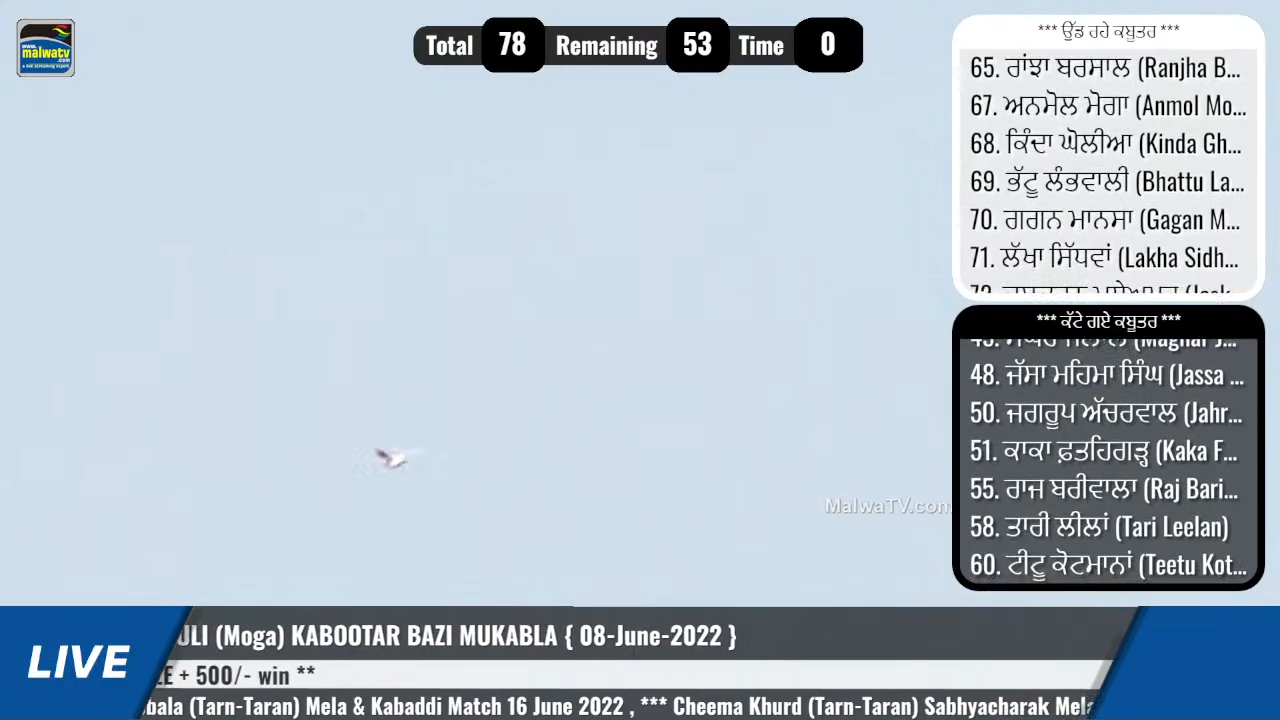 www.
malwatv
.com
Total 78 Remaining 53 Time 0
*** ਉੱਡ ਰਹੇ ਕਬੂਤਰ ***
65. ਰਾਂਝਾ ਬਰਸਾਲ (Ranjha B...
67. ਅਨਮੋਲ ਮੋਗਾ (Anmol Mo...
68. ਕਿੰਦਾ ਘੋਲੀਆ (Kinda Gh...
69. ਭੱਟੂ ਲੰਭਵਾਲੀ (Bhattu La...
70. ਗਗਨ ਮਾਨਸਾ (Gagan M...
71. ਲੱਖਾ ਸਿੱਧਵਾਂ (Lakha Sidh...
*** ਕੱਟੇ ਗਏ ਕਬੂਤਰ ***
48. ਜੱਸਾ ਮਹਿਮਾ ਸਿੰਘ (Jassa ...
50. ਜਗਰੂਪ ਅੱਚਰਵਾਲ (Jahr...
51. ਕਾਕਾ ਫ਼ਤਹਿਗੜ੍ਹ (Kaka F...
55. ਰਾਜ ਬਰੀਵਾਲਾ (Raj Bari...
58. ਤਾਰੀ ਲੀਲਾਂ (Tari Leelan)
60. ਟੀਟੂ ਕੋਟਮਾਨਾਂ (Teetu Kot...
MalwaTV.com
LIVE
ULI (Moga) KABOOTAR BAZI MUKABLA { 08-June-2022 }
ZE + 500/- win **
bala (Tarn-Taran) Mela & Kabaddi Match 16 June 2022 , *** Cheema Khurd (Tarn-Taran) Sabhyacharak Mela